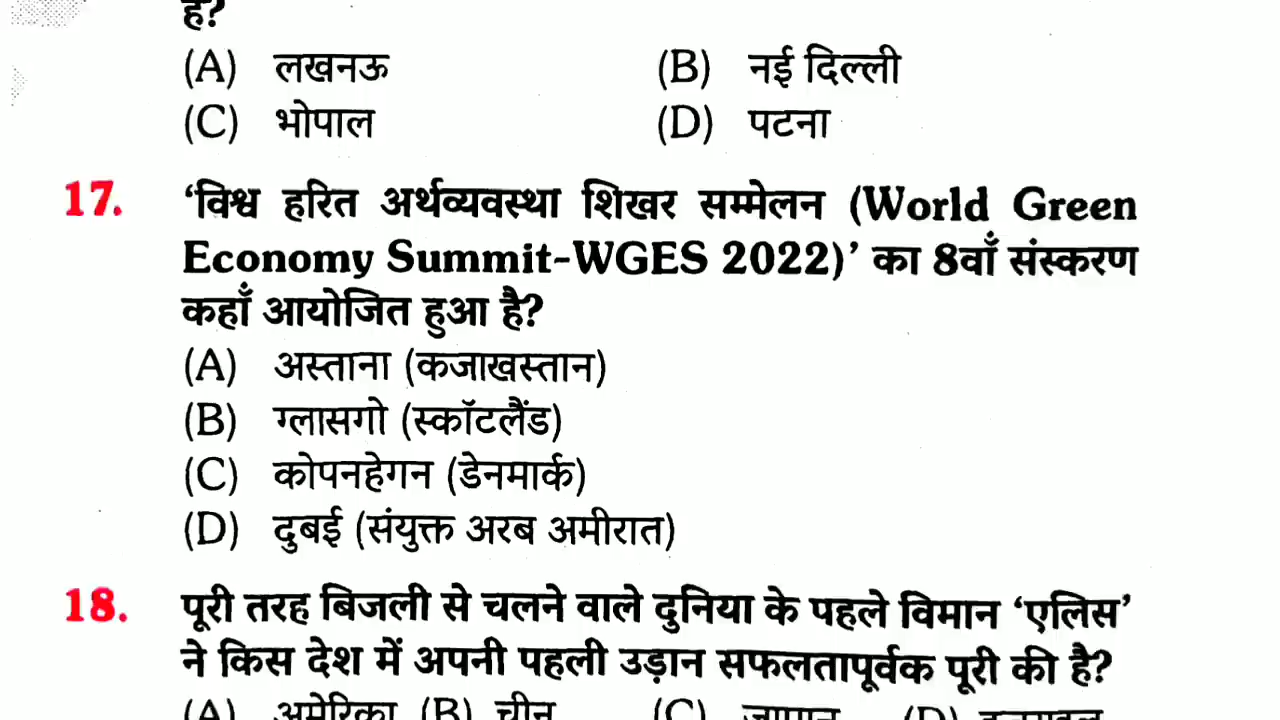 है?
(A) लखनऊ (B) नई दिल्ली
(C) भोपाल (D) पटना
17. ‘विश्व हरित अर्थव्यवस्था शिखर सम्मेलन (World Green
Economy Summit-WGES 2022)’ का 8वाँ संस्करण
कहाँ आयोजित हुआ है?
(A) अस्ताना (कजाखस्तान)
(B) ग्लासगो (स्कॉटलैंड)
(C) कोपनहेगन (डेनमार्क)
(D) दुबई (संयुक्त अरब अमीरात)
18. पूरी तरह बिजली से चलने वाले दुनिया के पहले विमान ‘एलिस’
ने किस देश में अपनी पहली उड़ान सफलतापूर्वक पूरी की है?
(A) अमेरिका (B) चीन (C) जापान (D)